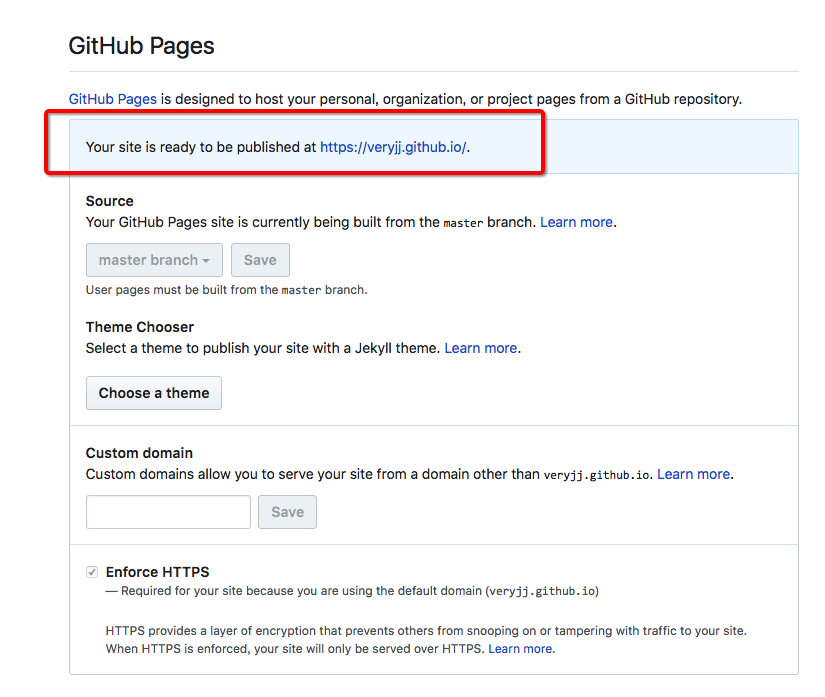 GitHub Pages
GitHub Pages is designed to host your personal, organization, or project pages from a GitHub repository.
Your site is ready to be published at https://veryjj.github.io/.
Source
Your GitHub Pages site is currently being built from the master branch. Learn more.
master branch Save
User pages must be built from the master branch.
Theme Chooser
Select a theme to publish your site with a Jekyll theme. Learn more.
Choose a theme
Custom domain
Custom domains allow you to serve your site from a domain other than veryjj.github.io. Learn more.
Save
Enforce HTTPS
— Required for your site because you are using the default domain (veryjj.github.io)
HTTPS provides a layer of encryption that prevents others from snooping on or tampering with traffic to your site.
When HTTPS is enforced, your site will only be served over HTTPS. Learn more.